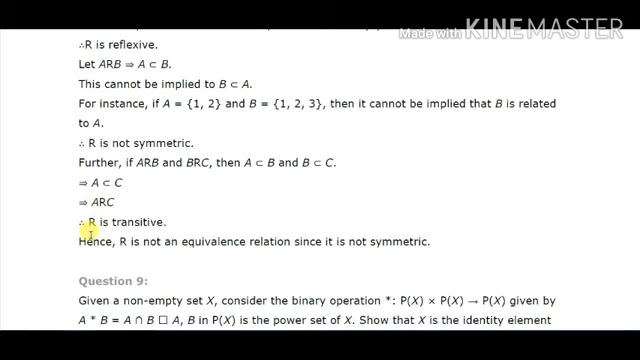 Made with KINEMASTER
∴R is reflexive.
Let ARB ⇒ A ⊂ B.
This cannot be implied to B ⊂ A.
For instance, if A = {1, 2} and B = {1, 2, 3}, then it cannot be implied that B is related
to A.
∴ R is not symmetric.
Further, if ARB and BRC, then A ⊂ B and B ⊂ C.
⇒ A ⊂ C
⇒ ARC
∴ R is transitive.
Hence, R is not an equivalence relation since it is not symmetric.
Question 9:
Given a non-empty set X, consider the binary operation *: P(X) × P(X) → P(X) given by
A * B = A ∩ B □ A, B in P(X) is the power set of X. Show that X is the identity element